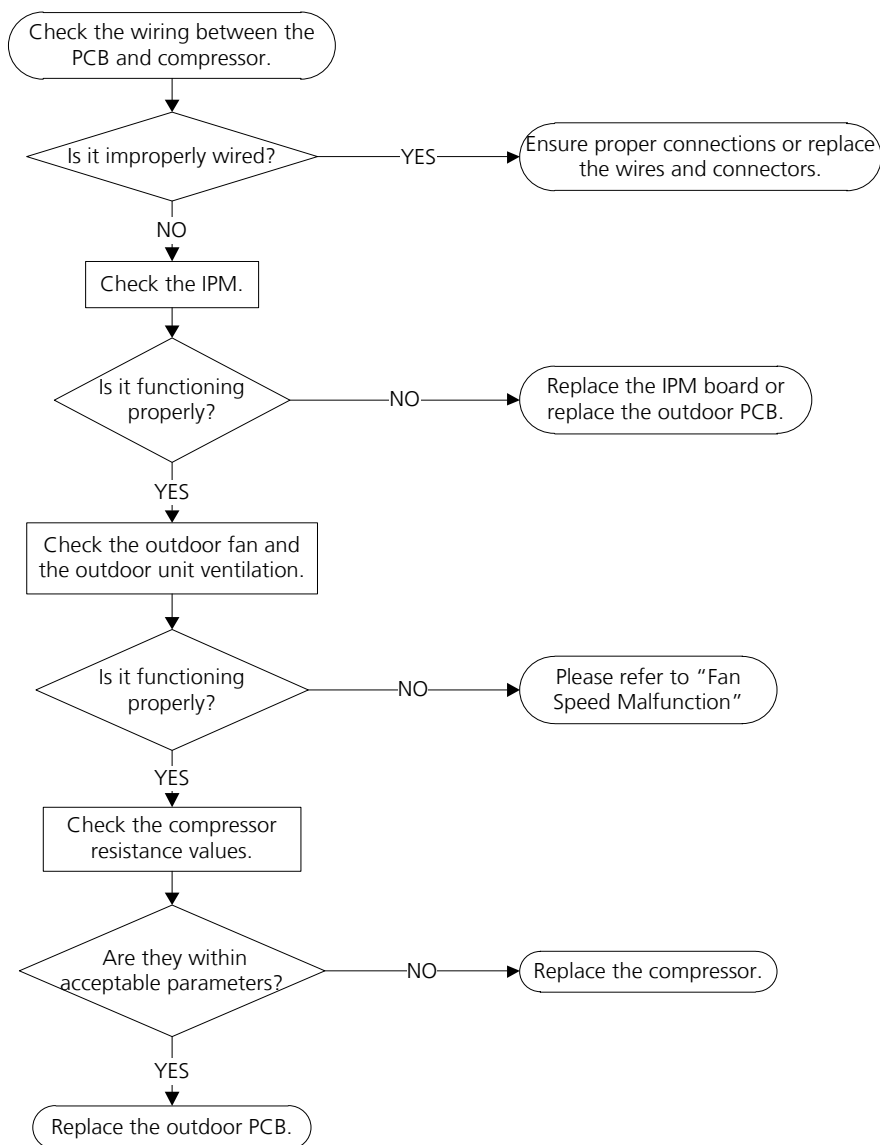 Check the wiring between the
PCB and compressor.
Is it improperly wired?
YES
Ensure proper connections or replace
the wires and connectors.
NO
Check the IPM.
Is it functioning
properly?
NO
Replace the IPM board or
replace the outdoor PCB.
YES
Check the outdoor fan and
the outdoor unit ventilation.
Is it functioning
properly?
NO
Please refer to “Fan
Speed Malfunction”
YES
Check the compressor
resistance values.
Are they within
acceptable parameters?
NO
Replace the compressor.
YES
Replace the outdoor PCB.